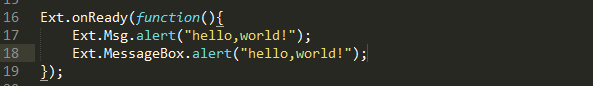 16 Ext.onReady(function(){
17 Ext.Msg.alert("hello,world!");
18 Ext.MessageBox.alert("hello,world!");
19 });